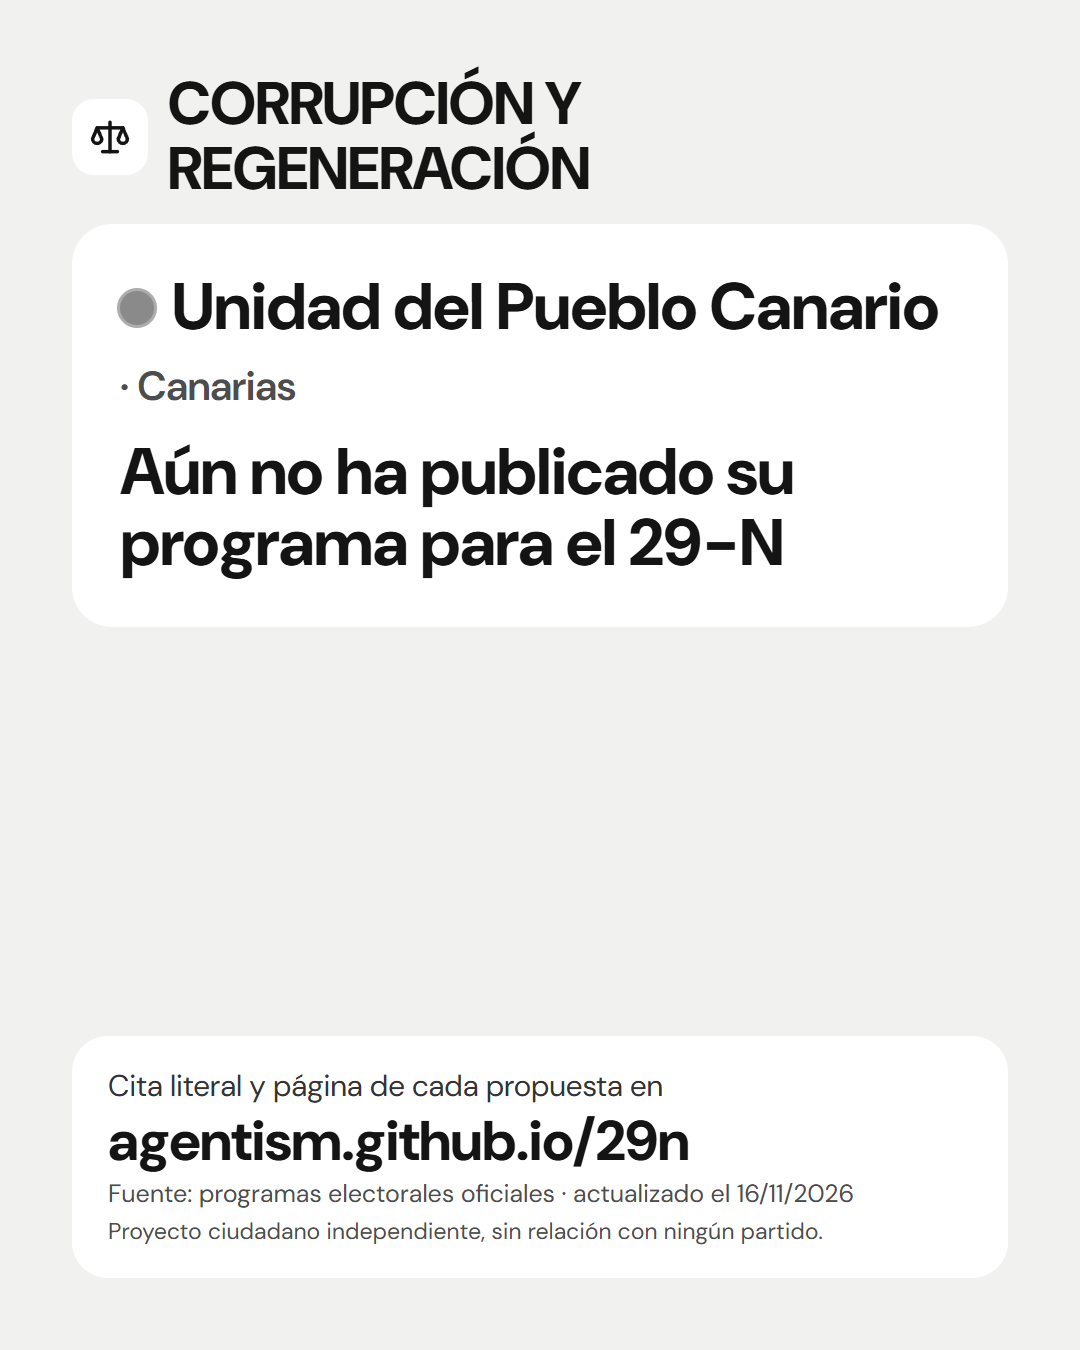 CORRUPCIÓN Y
REGENERACIÓN
Unidad del Pueblo Canario
· Canarias
Aún no ha publicado su
programa para el 29-N
Cita literal y página de cada propuesta en
agentism.github.io/29n
Fuente: programas electorales oficiales · actualizado el 16/11/2026
Proyecto ciudadano independiente, sin relación con ningún partido.